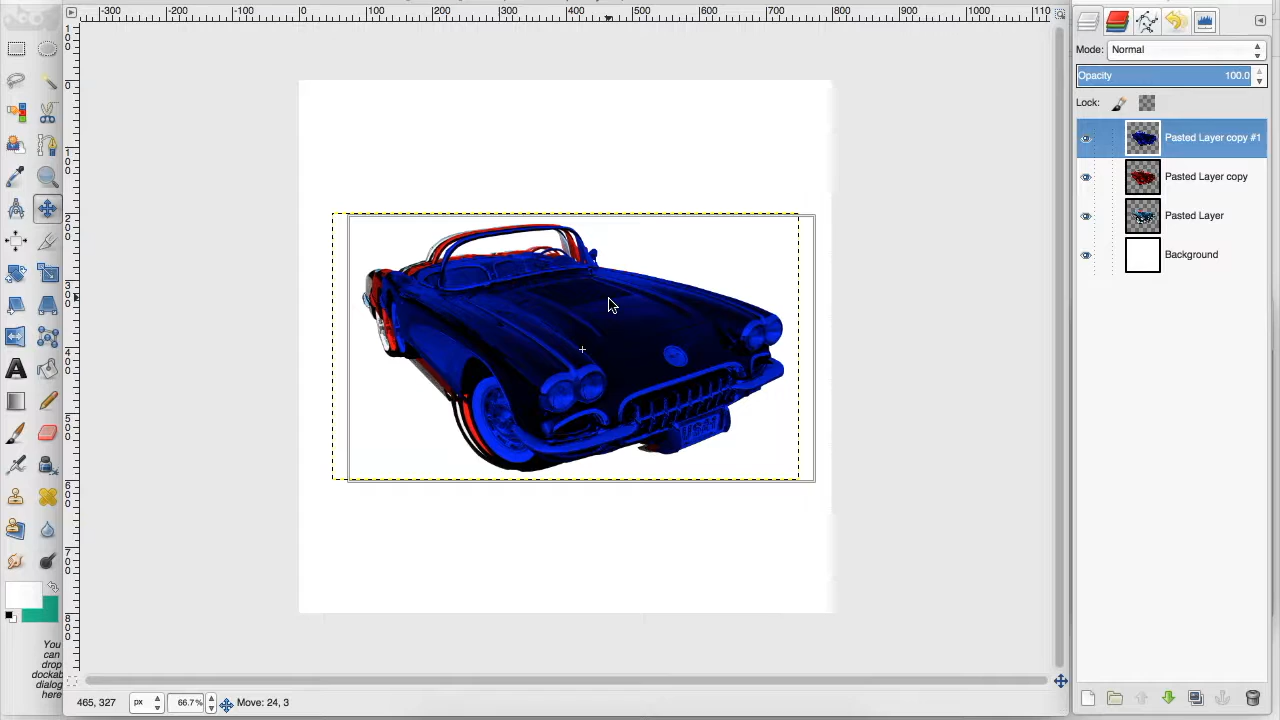 -300 -200 -100 0 100 200 300 400 500 600 700 800 900 1000 110
Mode: Normal
Opacity 100.0
Lock:
Pasted Layer copy #1
Pasted Layer copy
Pasted Layer
Background
A
You
can
drop
dockab
dialog
here
465, 327 px 66.7% Move: 24, 3